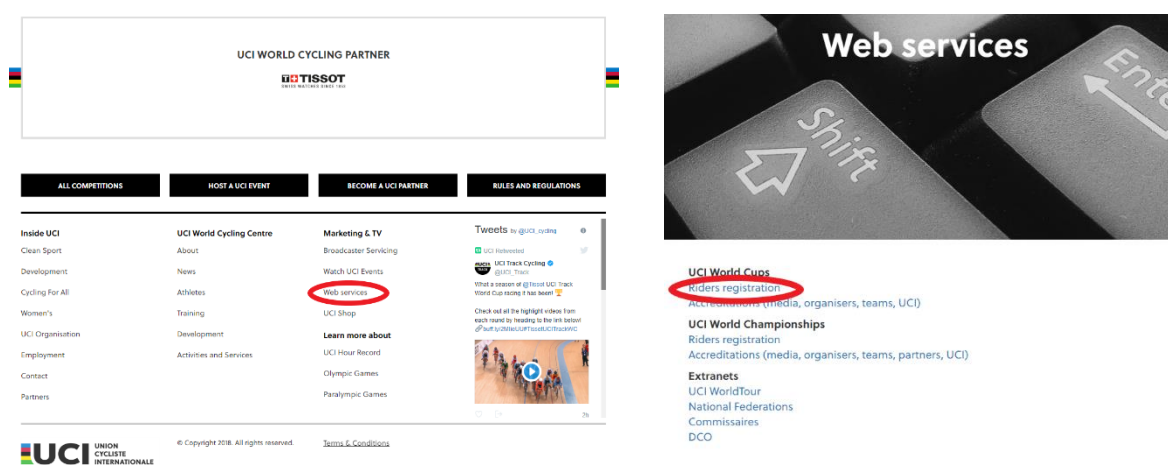 UCI WORLD CYCLING PARTNER
TISSOT
SWISS WATCHES SINCE 1853
ALL COMPETITIONS
HOST A UCI EVENT
BECOME A UCI PARTNER
RULES AND REGULATIONS
Inside UCI
Clean Sport
Development
Cycling For All
Women's
UCI Organisation
Employment
Contact
Partners
UCI World Cycling Centre
About
News
Athletes
Training
Development
Activities and Services
Marketing & TV
Broadcaster Servicing
Watch UCI Events
Web services
UCI Shop
Learn more about
UCI Hour Record
Olympic Games
Paralympic Games
Tweets by @UCI_cycling
UCI Retweeted
UCI Track Cycling
@UCI_Track
What a season of @Tissot UCI Track
World Cup racing it has been! 🏆
Check out all the highlight videos from
each round by heading to the link below!
2h
UCI UNION
CYCLISTE
INTERNATIONALE
© Copyright 2018. All rights reserved.
Terms & Conditions
Web services
Shift
Enter
UCI World Cups
Riders registration
Accreditations (media, organisers, teams, UCI)
UCI World Championships
Riders registration
Accreditations (media, organisers, teams, partners, UCI)
Extranets
UCI WorldTour
National Federations
Commissaires
DCO